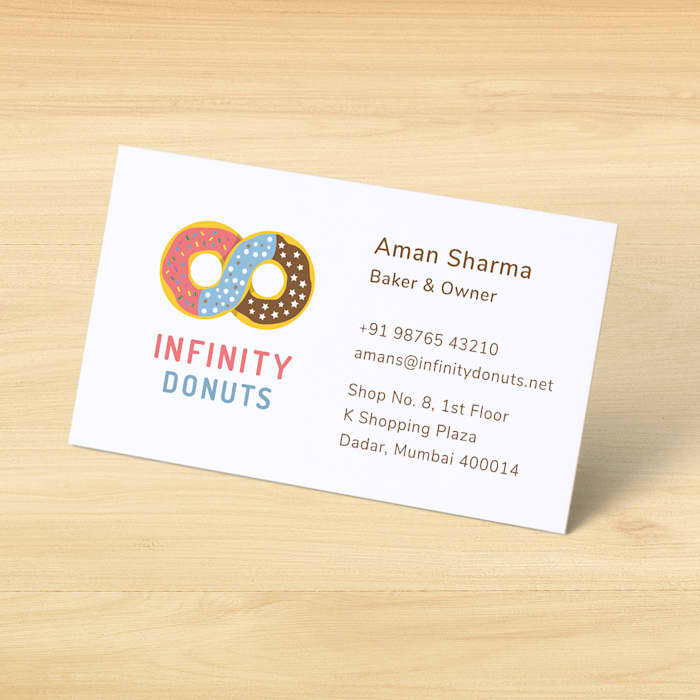 INFINITY
DONUTS
Aman Sharma
Baker & Owner
+91 98765 43210
amans@infinitydonuts.net
Shop No. 8, 1st Floor
K Shopping Plaza
Dadar, Mumbai 400014